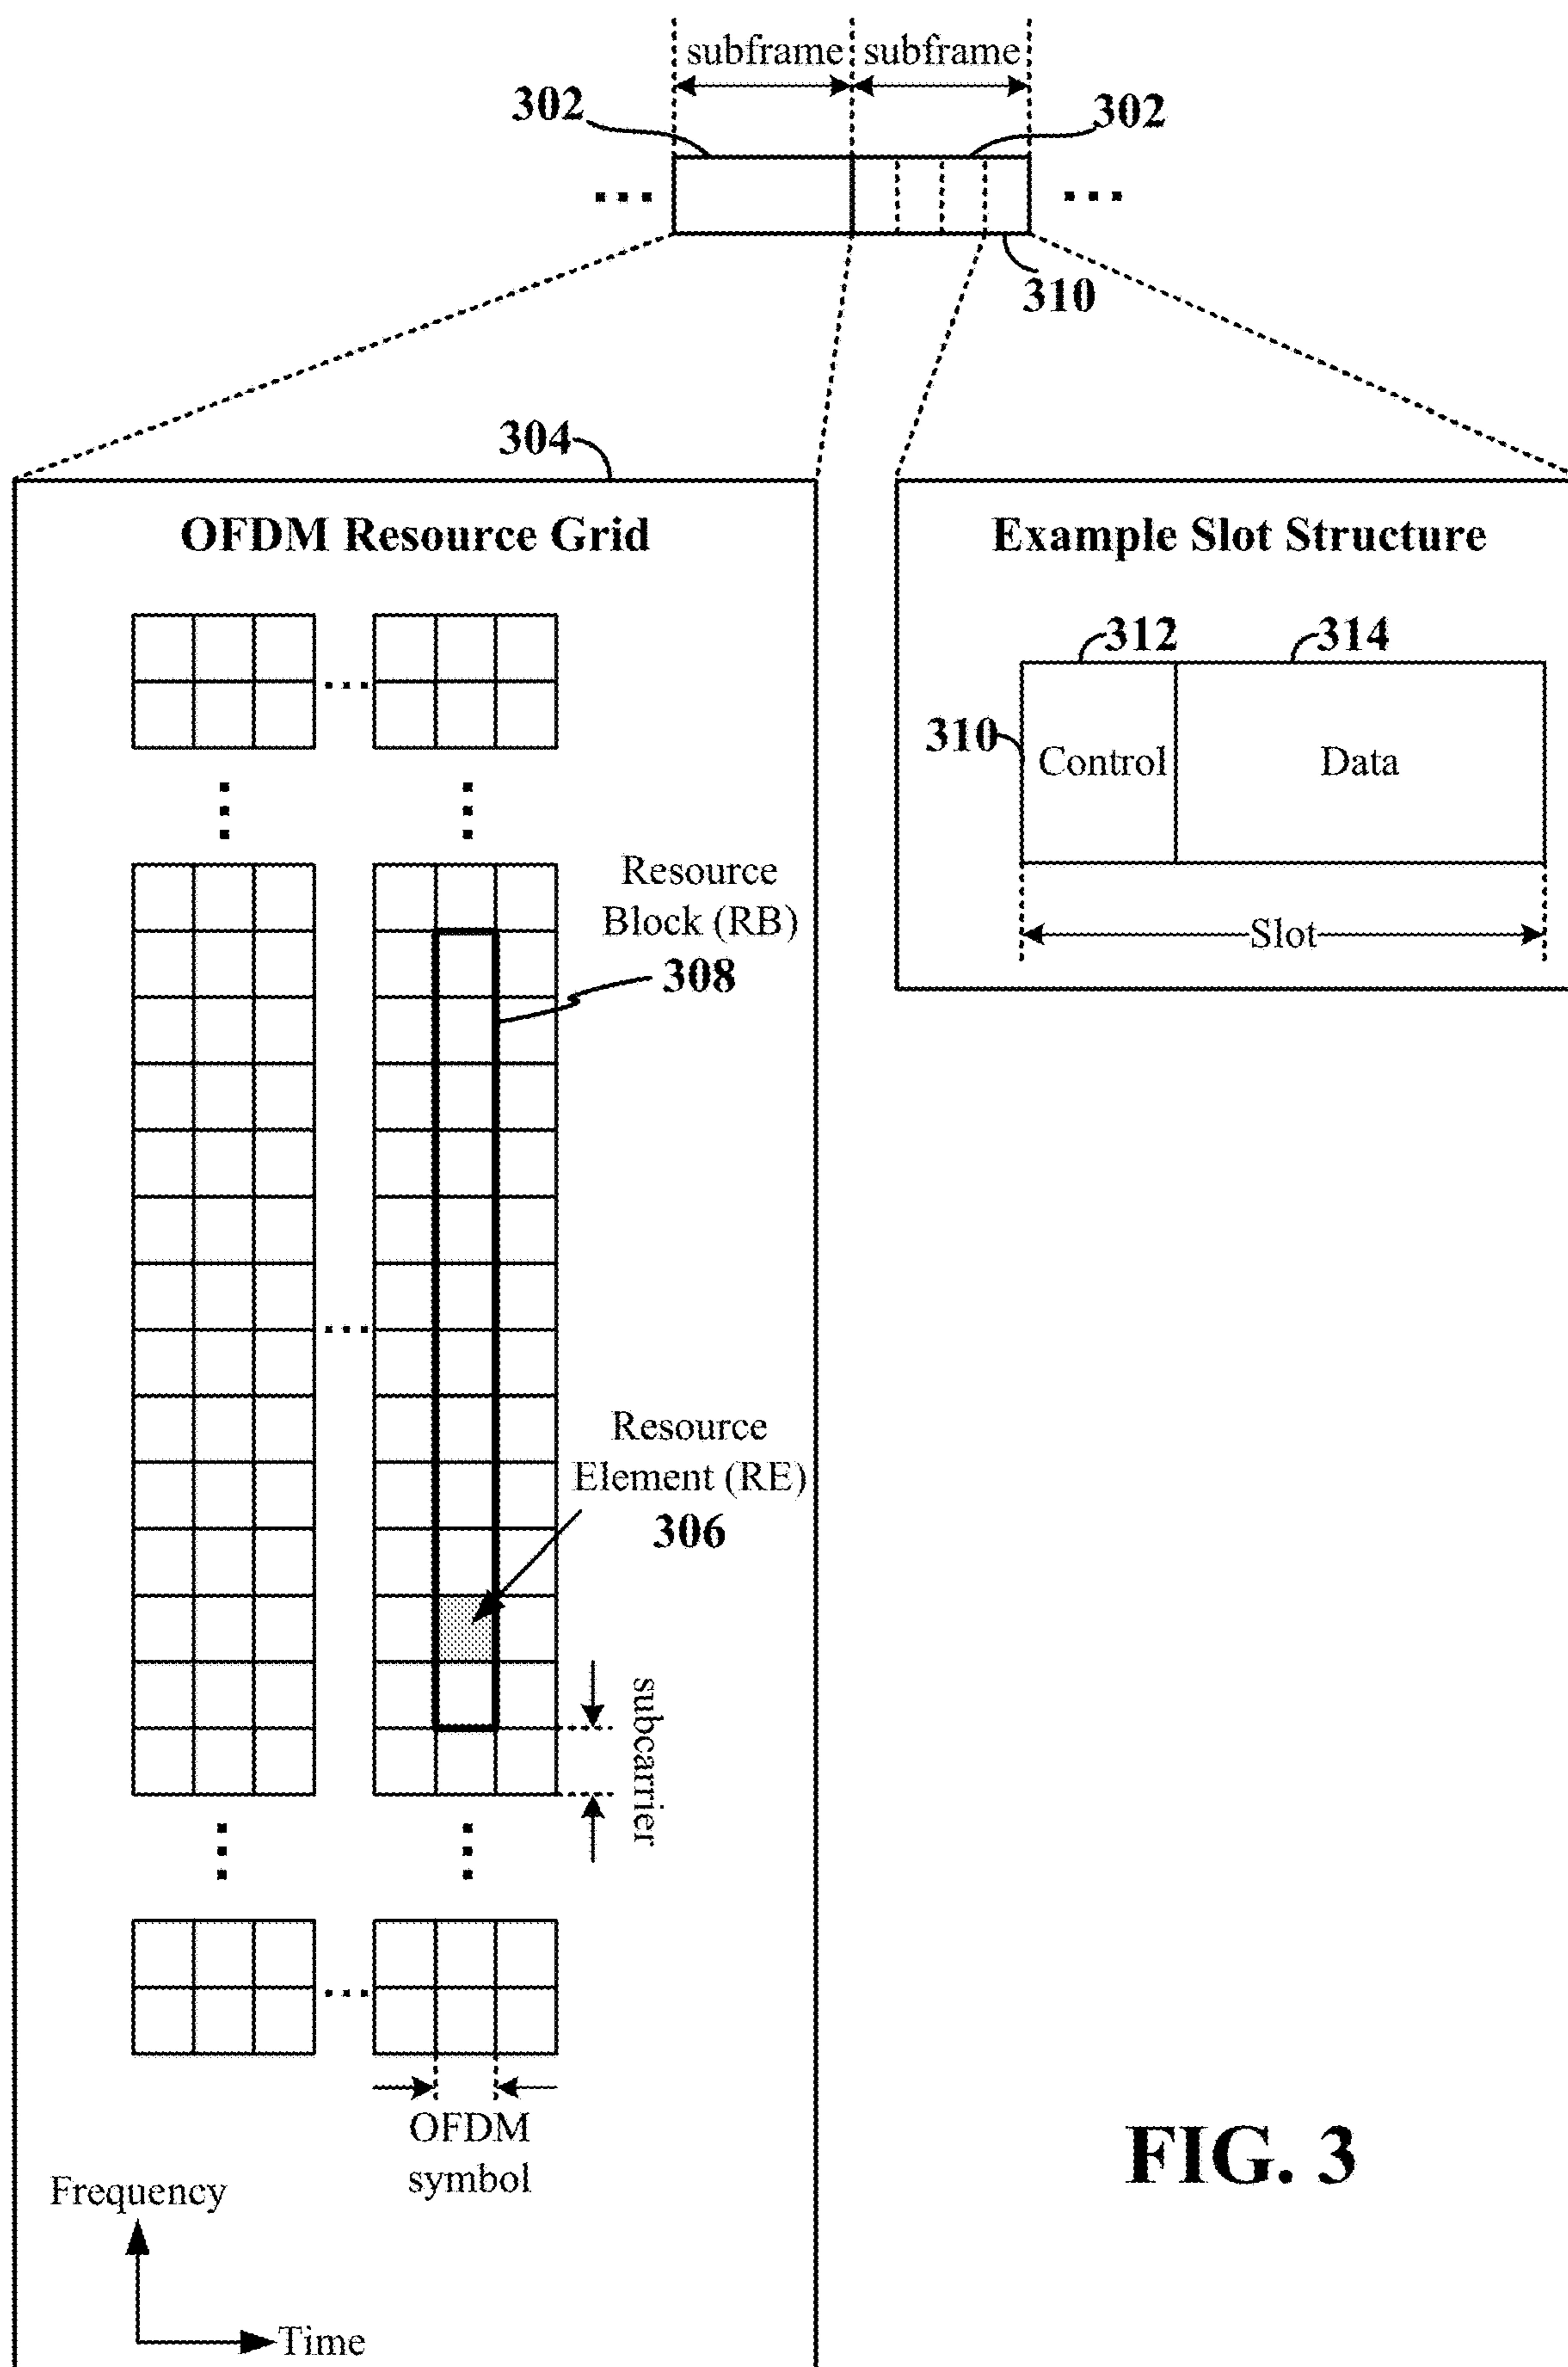 subframe subframe
302 302
310
304
OFDM Resource Grid
Example Slot Structure
312 314
310
Control Data
Slot
Resource
Block (RB)
308
Resource
Element (RE)
306
subcarrier
OFDM
symbol
Frequency
Time
FIG. 3